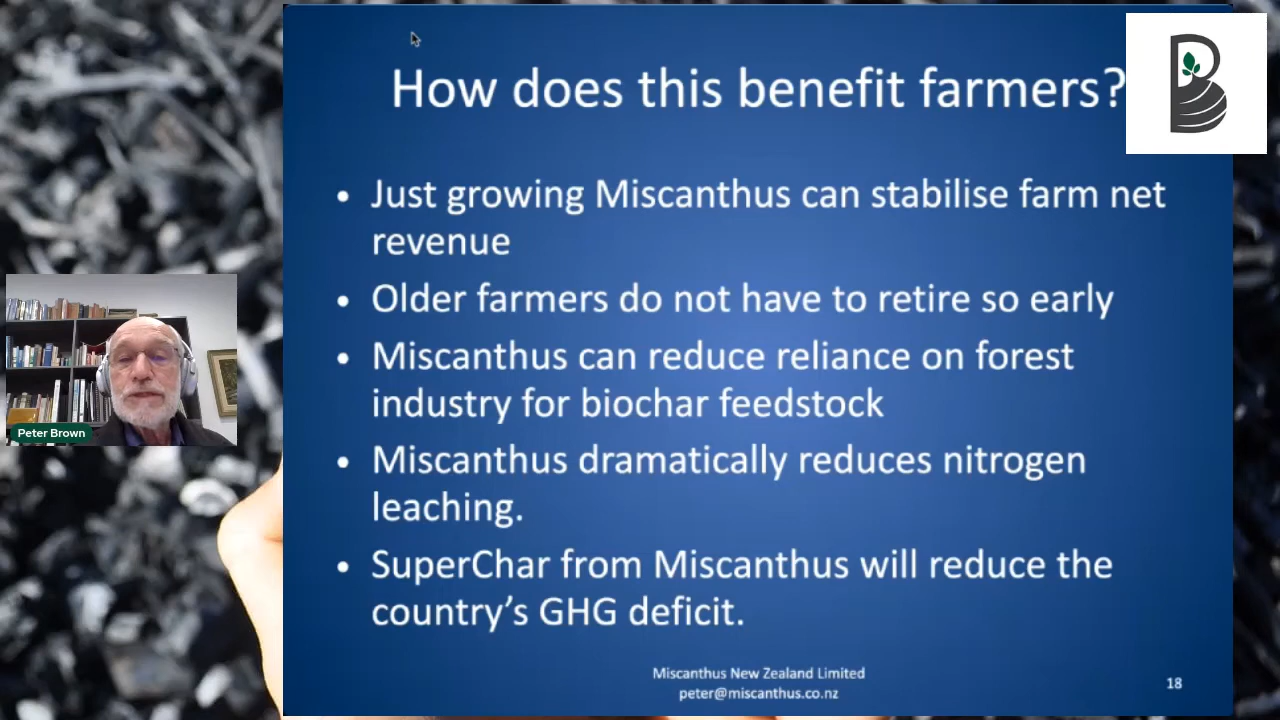 How does this benefit farmers?
• Just growing Miscanthus can stabilise farm net
revenue
• Older farmers do not have to retire so early
• Miscanthus can reduce reliance on forest
industry for biochar feedstock
• Miscanthus dramatically reduces nitrogen
leaching.
• SuperChar from Miscanthus will reduce the
country’s GHG deficit.
Miscanthus New Zealand Limited
peter@miscanthus.co.nz
18
Peter Brown
B